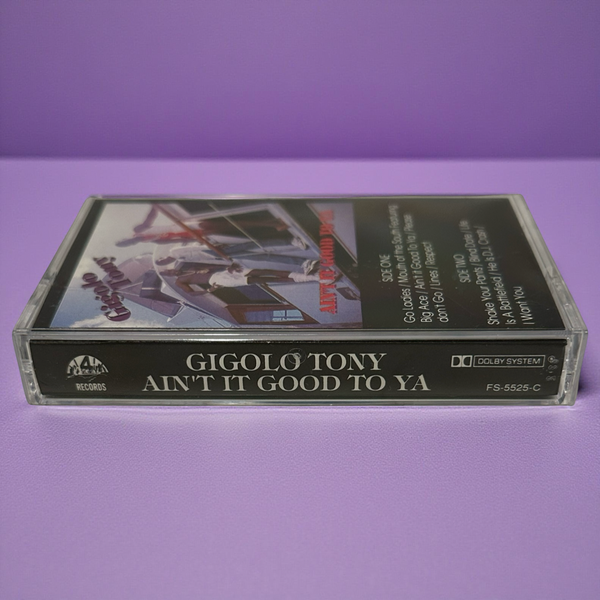 Gigolo
Tony
AIN'T IT GOOD TO YA
SIDE ONE
Go Ladies / Mouth of the South Featuring
Big Ace / Ain't it Good To Ya / Please
don't Go / Lines / Respect
SIDE TWO
Shake Your Pants / Blind Date / Life
Is A Battlefield / He is D.J. Crash /
I Want You
RECORDS
GIGOLO TONY
AIN'T IT GOOD TO YA
DOLBY SYSTEM
FS-5525-C